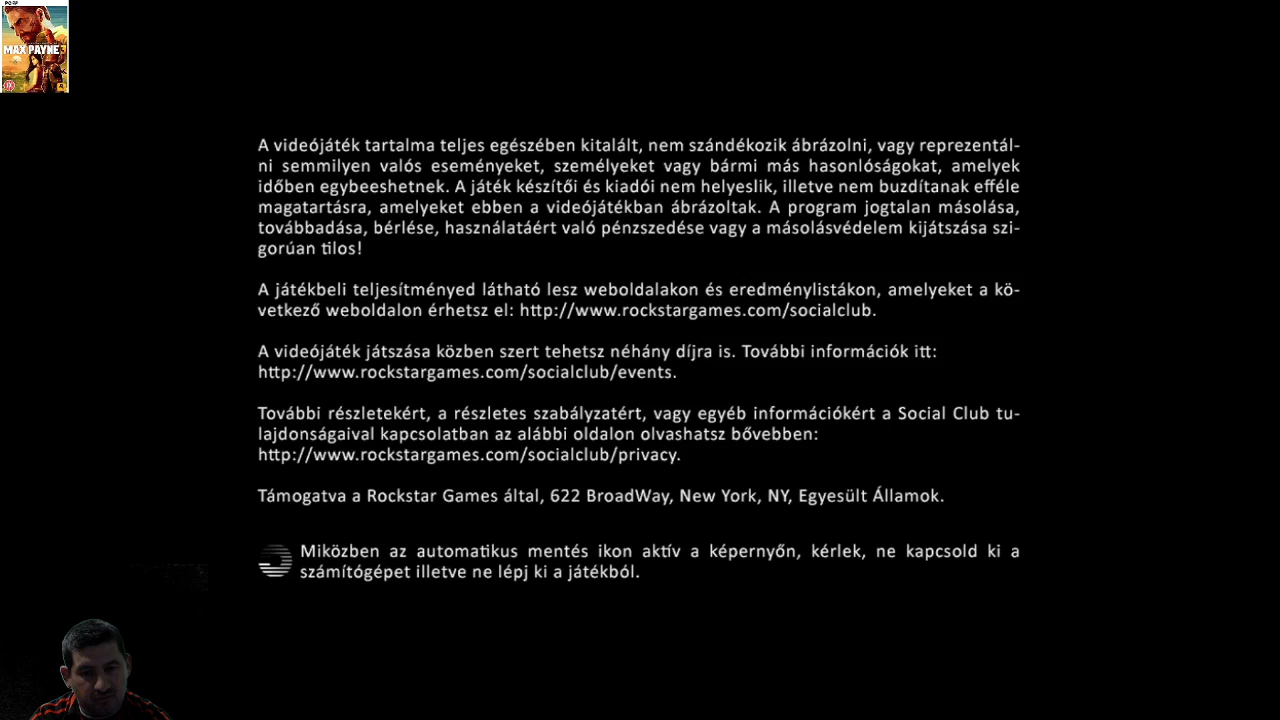 MAX PAYNE 3
A videójáték tartalma teljes egészében kitalált, nem szándékozik ábrázolni, vagy reprezentál-
ni semmilyen valós eseményeket, személyeket vagy bármi más hasonlóságokat, amelyek
időben egybeeshetnek. A játék készítői és kiadói nem helyeslik, illetve nem buzdítanak efféle
magatartásra, amelyeket ebben a videójátékban ábrázoltak. A program jogtalan másolása,
továbbadása, bérlése, használatáért való pénzszedése vagy a másolásvédelem kijátszása szi-
gorúan tilos!
A játékbeli teljesítményed látható lesz weboldalakon és eredménylistákon, amelyeket a kö-
vetkező weboldalon érhetsz el: http://www.rockstargames.com/socialclub.
A videójáték játszása közben szert tehetsz néhány díjra is. További információk itt:
http://www.rockstargames.com/socialclub/events.
További részletekért, a részletes szabályzatért, vagy egyéb információkért a Social Club tu-
lajdonságaival kapcsolatban az alábbi oldalon olvashatsz bővebben:
http://www.rockstargames.com/socialclub/privacy.
Támogatva a Rockstar Games által, 622 BroadWay, New York, NY, Egyesült Államok.
Miközben az automatikus mentés ikon aktív a képernyőn, kérlek, ne kapcsold ki a
számítógépet illetve ne lépj ki a játékból.